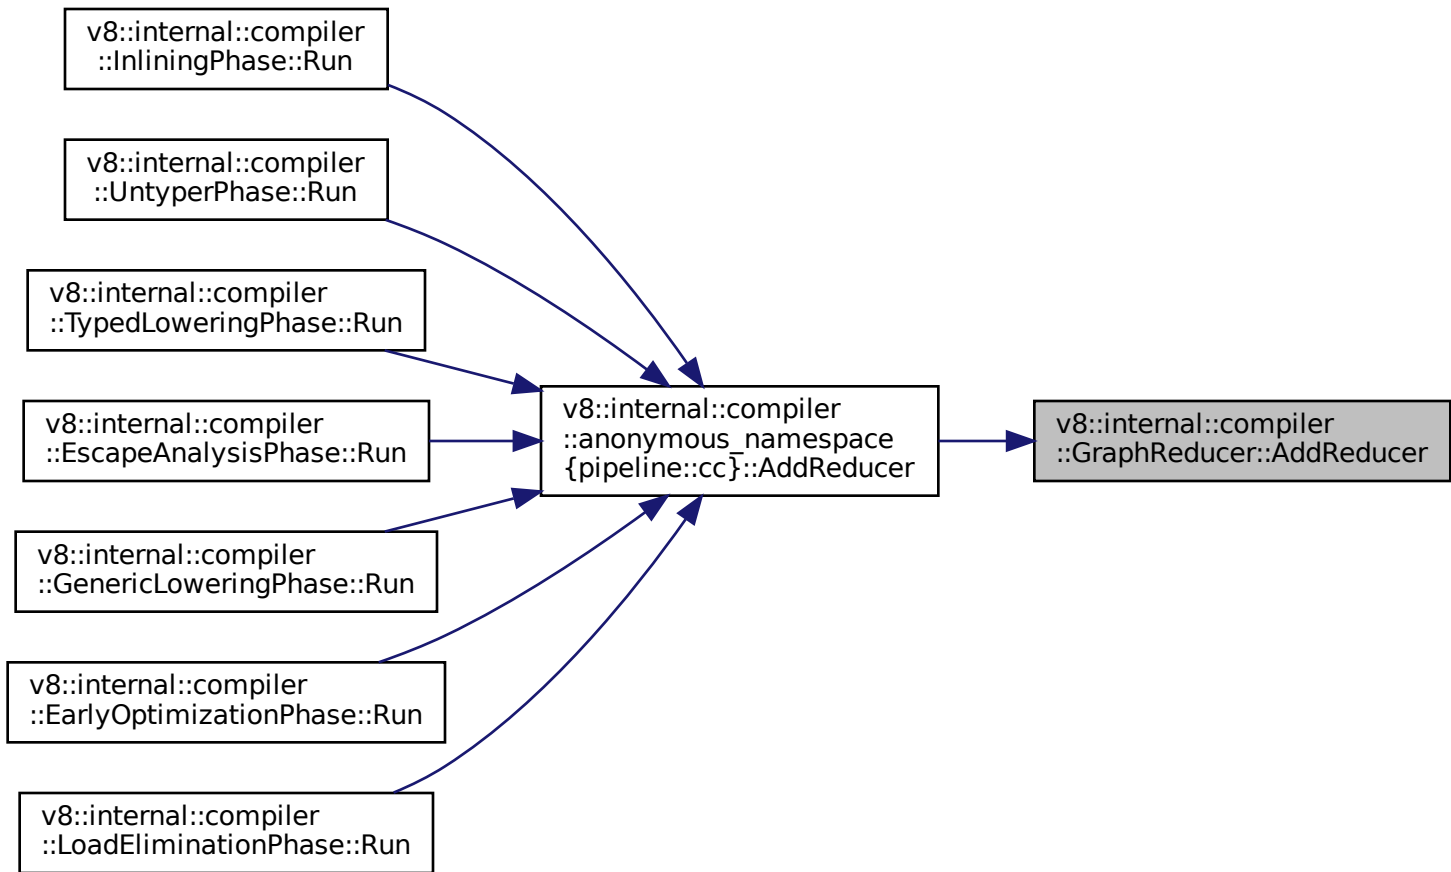 v8::internal::compiler
::InliningPhase::Run
v8::internal::compiler
::UntyperPhase::Run
v8::internal::compiler
::TypedLoweringPhase::Run
v8::internal::compiler
::EscapeAnalysisPhase::Run
v8::internal::compiler
::GenericLoweringPhase::Run
v8::internal::compiler
::EarlyOptimizationPhase::Run
v8::internal::compiler
::LoadEliminationPhase::Run
v8::internal::compiler
::anonymous_namespace
{pipeline::cc}::AddReducer
v8::internal::compiler
::GraphReducer::AddReducer